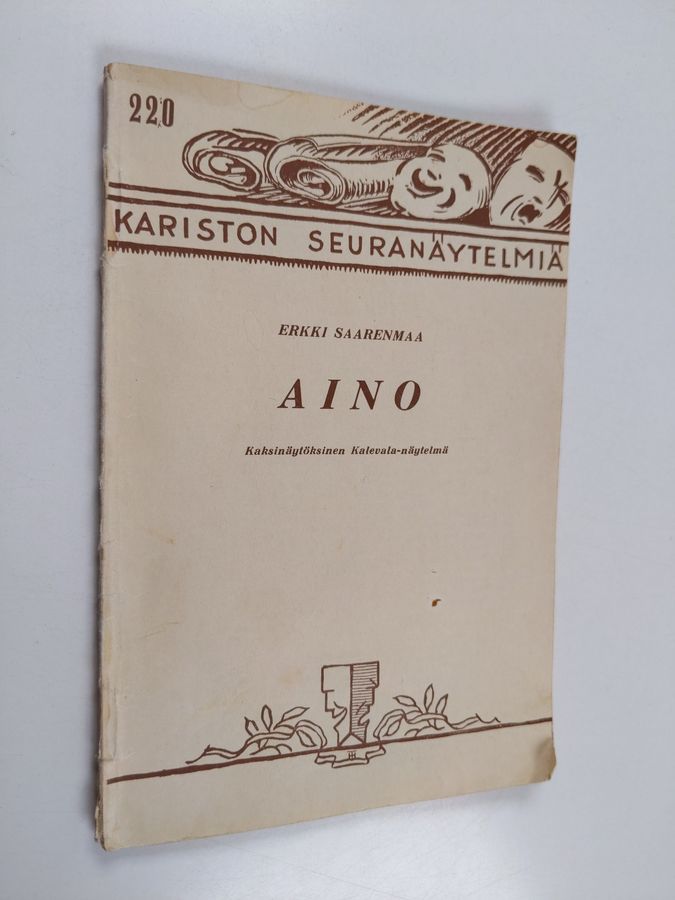 220
KARISTON SEURANÄYTELMIÄ
ERKKI SAARENMAA
AINO
Kaksinäytöksinen Kalevala-näytelmä